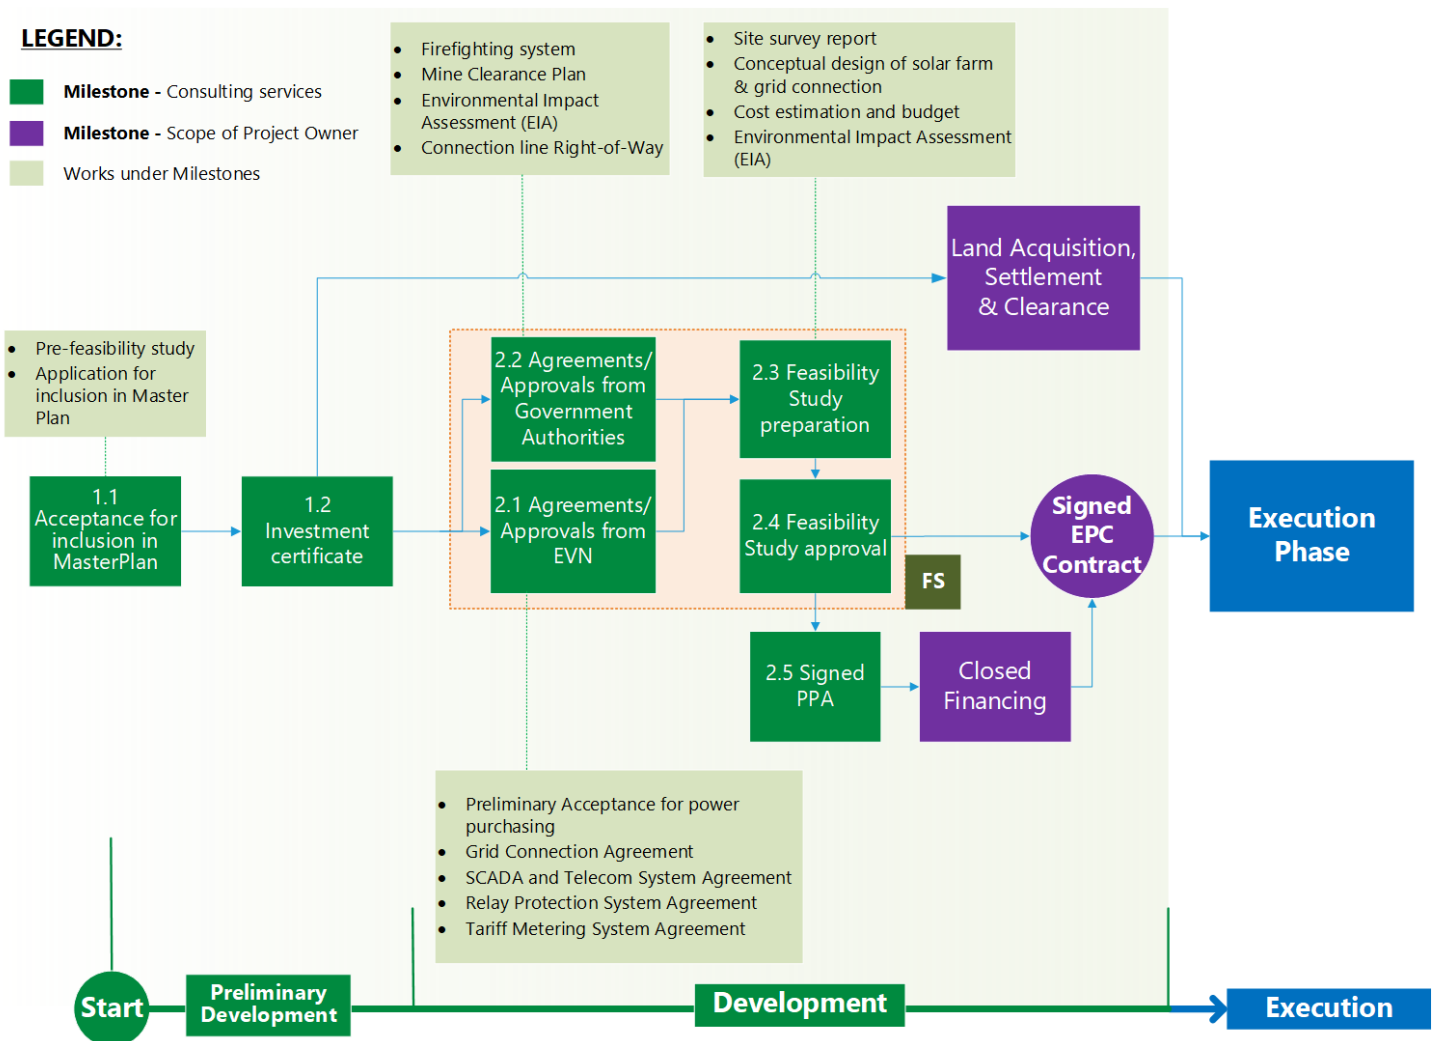 LEGEND:
Milestone - Consulting services
Milestone - Scope of Project Owner
Works under Milestones
• Firefighting system
• Mine Clearance Plan
• Environmental Impact
Assessment (EIA)
• Connection line Right-of-Way
• Site survey report
• Conceptual design of solar farm
& grid connection
• Cost estimation and budget
• Environmental Impact Assessment
(EIA)
Land Acquisition,
Settlement
& Clearance
• Pre-feasibility study
• Application for
inclusion in Master
Plan
2.2 Agreements/
Approvals from
Government
Authorities
2.3 Feasibility
Study
preparation
1.1
Acceptance for
inclusion in
MasterPlan
1.2
Investment
certificate
2.1 Agreements/
Approvals from
EVN
2.4 Feasibility
Study approval
Signed
EPC
Contract
Execution
Phase
FS
2.5 Signed
PPA
Closed
Financing
• Preliminary Acceptance for power
purchasing
• Grid Connection Agreement
• SCADA and Telecom System Agreement
• Relay Protection System Agreement
• Tariff Metering System Agreement
Start
Preliminary
Development
Development
Execution